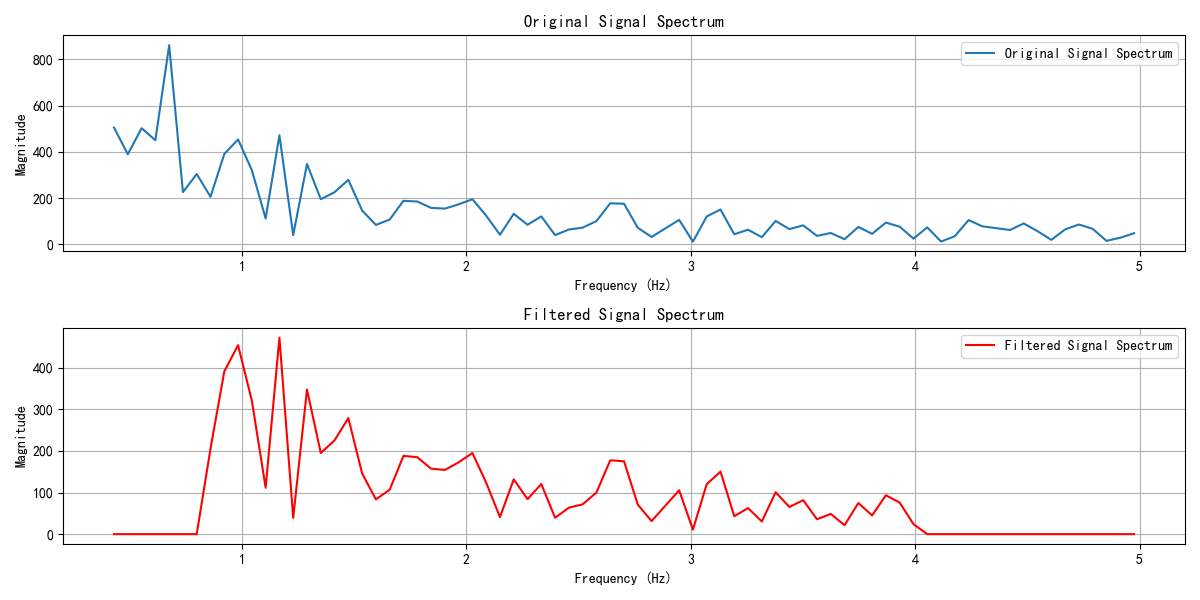 Original Signal Spectrum
Original Signal Spectrum
800
600
400
200
0
Magnitude
1 2 3 4 5
Frequency (Hz)
Filtered Signal Spectrum
Filtered Signal Spectrum
400
300
200
100
0
Magnitude
1 2 3 4 5
Frequency (Hz)